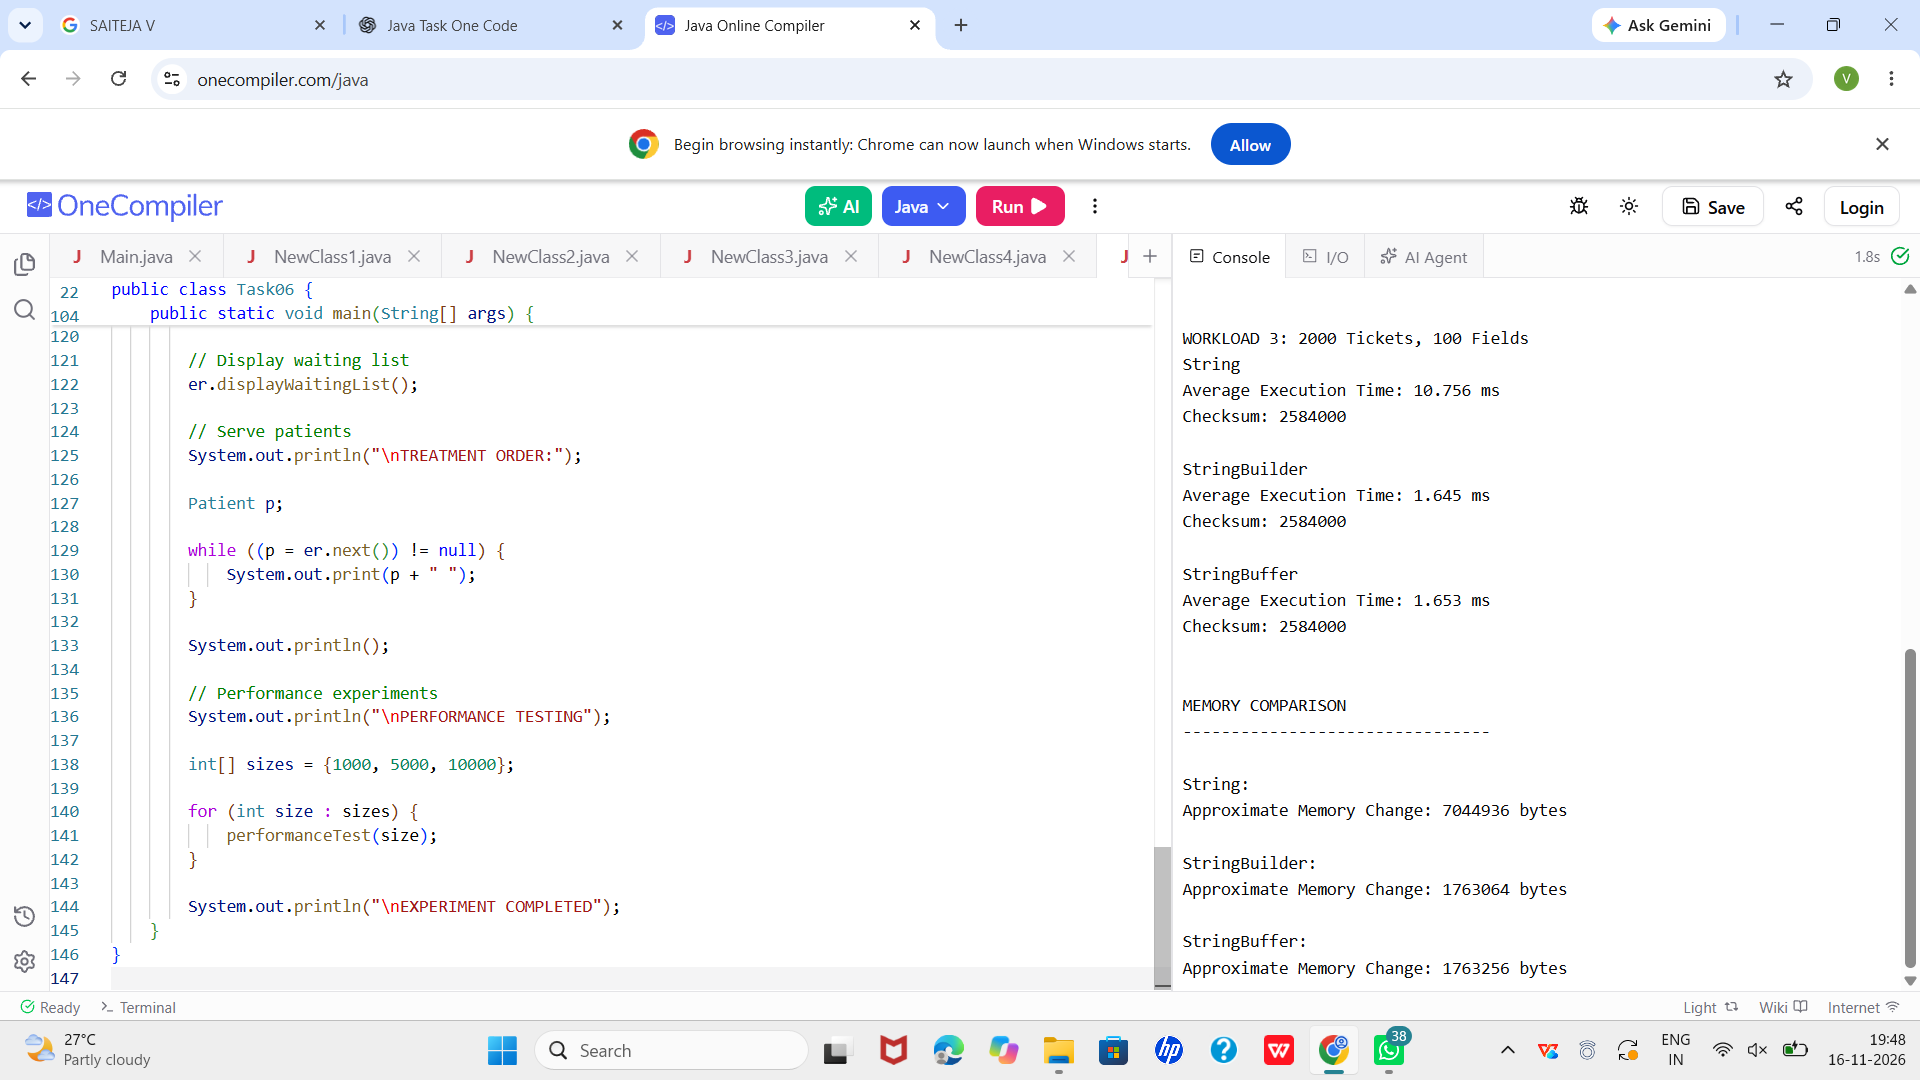 SAITEJA V
Java Task One Code
Java Online Compiler
Ask Gemini
onecompiler.com/java
V
Begin browsing instantly: Chrome can now launch when Windows starts.
Allow
</> OneCompiler
AI
Java
Run
Save
Login
J Main.java
J NewClass1.java
J NewClass2.java
J NewClass3.java
J NewClass4.java
J
Console
I/O
AI Agent
1.8s
22 public class Task06 {
104 public static void main(String[] args) {
120
121 // Display waiting list
122 er.displayWaitingList();
123
124 // Serve patients
125 System.out.println("\nTREATMENT ORDER:");
126
127 Patient p;
128
129 while ((p = er.next()) != null) {
130 System.out.print(p + " ");
131 }
132
133 System.out.println();
134
135 // Performance experiments
136 System.out.println("\nPERFORMANCE TESTING");
137
138 int[] sizes = {1000, 5000, 10000};
139
140 for (int size : sizes) {
141 performanceTest(size);
142 }
143
144 System.out.println("\nEXPERIMENT COMPLETED");
145 }
146 }
147
WORKLOAD 3: 2000 Tickets, 100 Fields
String
Average Execution Time: 10.756 ms
Checksum: 2584000
StringBuilder
Average Execution Time: 1.645 ms
Checksum: 2584000
StringBuffer
Average Execution Time: 1.653 ms
Checksum: 2584000
MEMORY COMPARISON
--------------------------------
String:
Approximate Memory Change: 7044936 bytes
StringBuilder:
Approximate Memory Change: 1763064 bytes
StringBuffer:
Approximate Memory Change: 1763256 bytes
Ready
Terminal
Light
Wiki
Internet
27°C
Partly cloudy
Search
hp
W
38
ENG
IN
19:48
16-11-2026